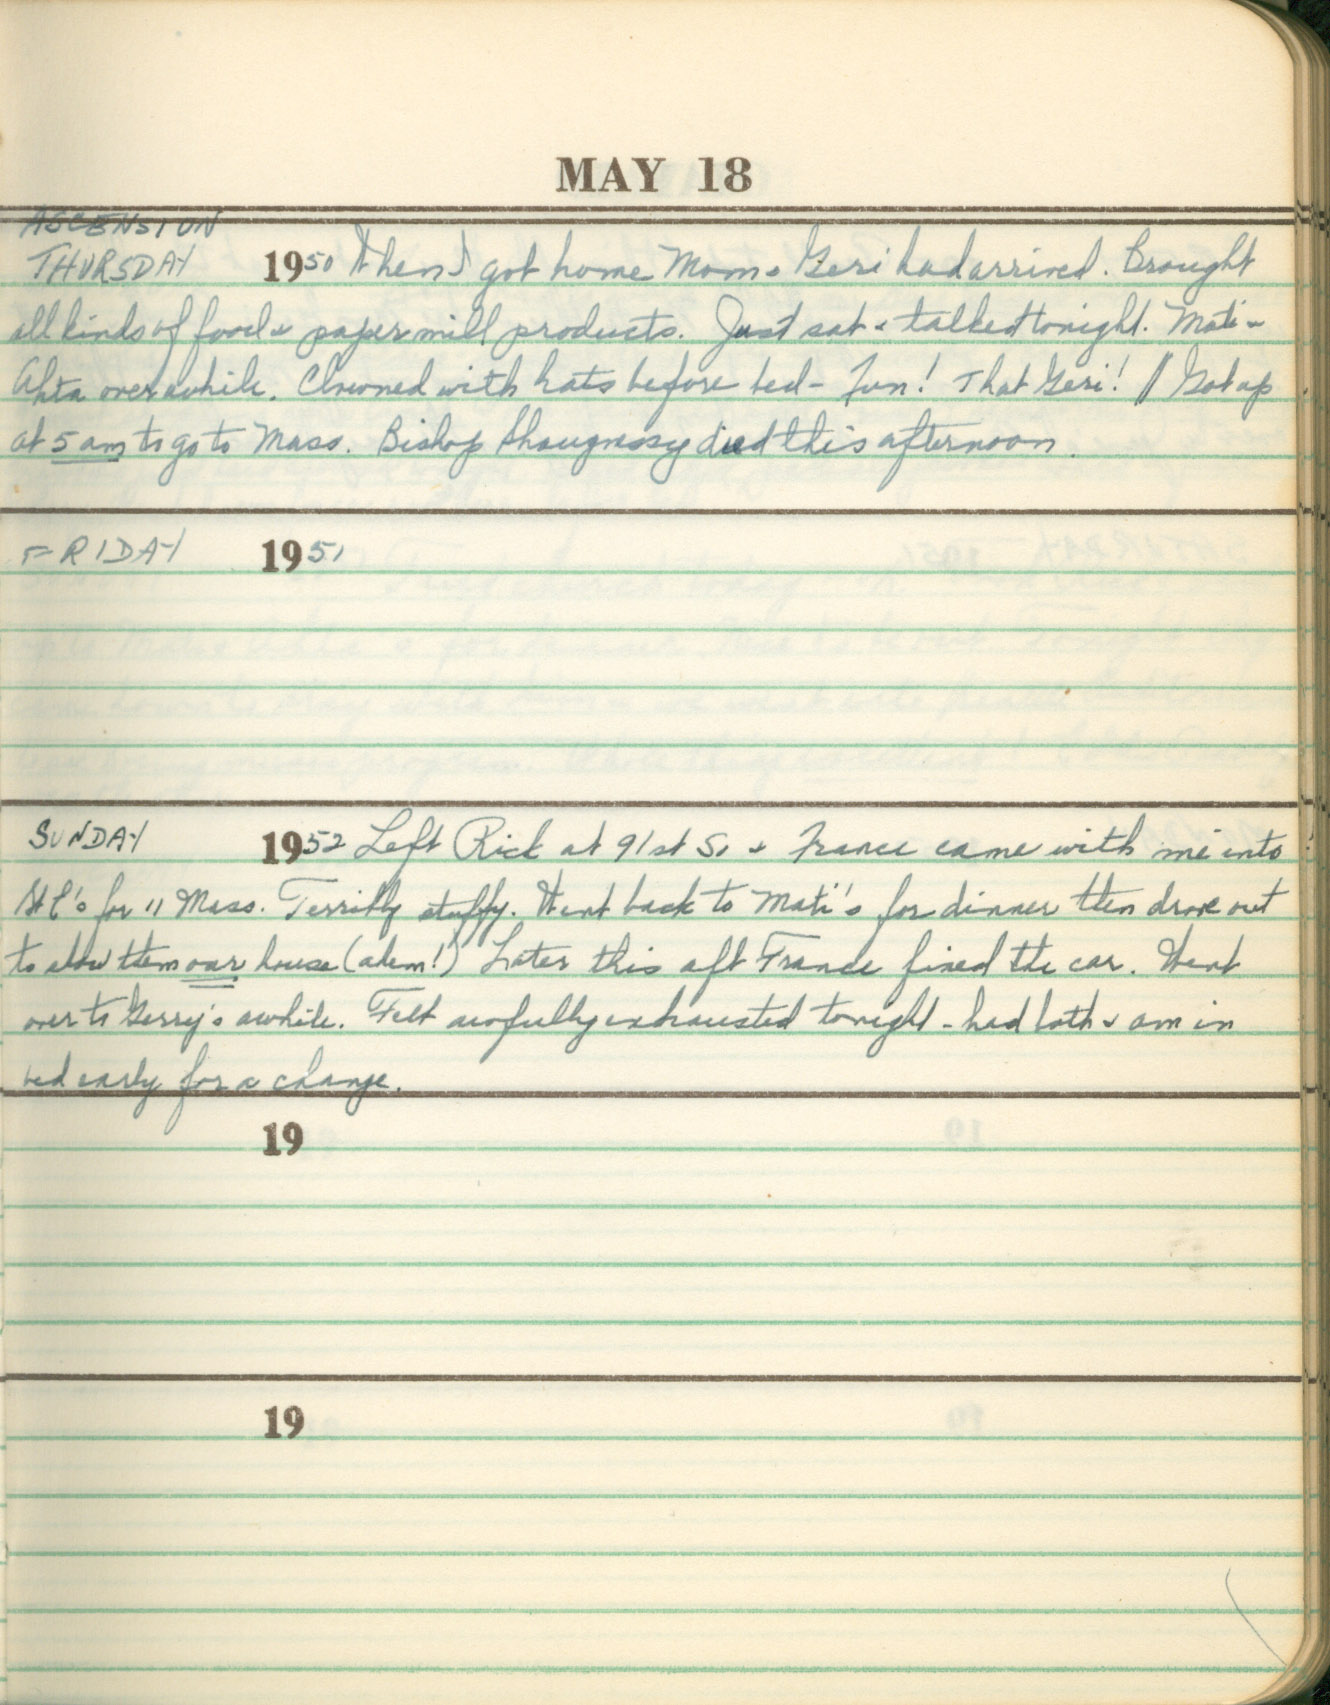 MAY 18
ASCENSION
THURSDAY 1950 When I got home Mom & Geri had arrived. Brought
all kinds of food & paper mill products. Just sat & talked tonight. Mati &
Ahta over awhile. Clowned with hats before bed - Fun! That Geri! || Got up
at 5 am to go to Mass. Bishop Shaugnessy died this afternoon.
FRIDAY 1951
SUNDAY 1952 Left Rick at 91st St & France came with me into
St C's for 11 Mass. Terribly stuffy. Went back to Mati's for dinner then drove out
to show them our house (ahem!) Later this aft France fixed the car. Went
over to Gerry's awhile. Felt awfully exhausted tonight - had bath & am in
bed early for a change.
19
19